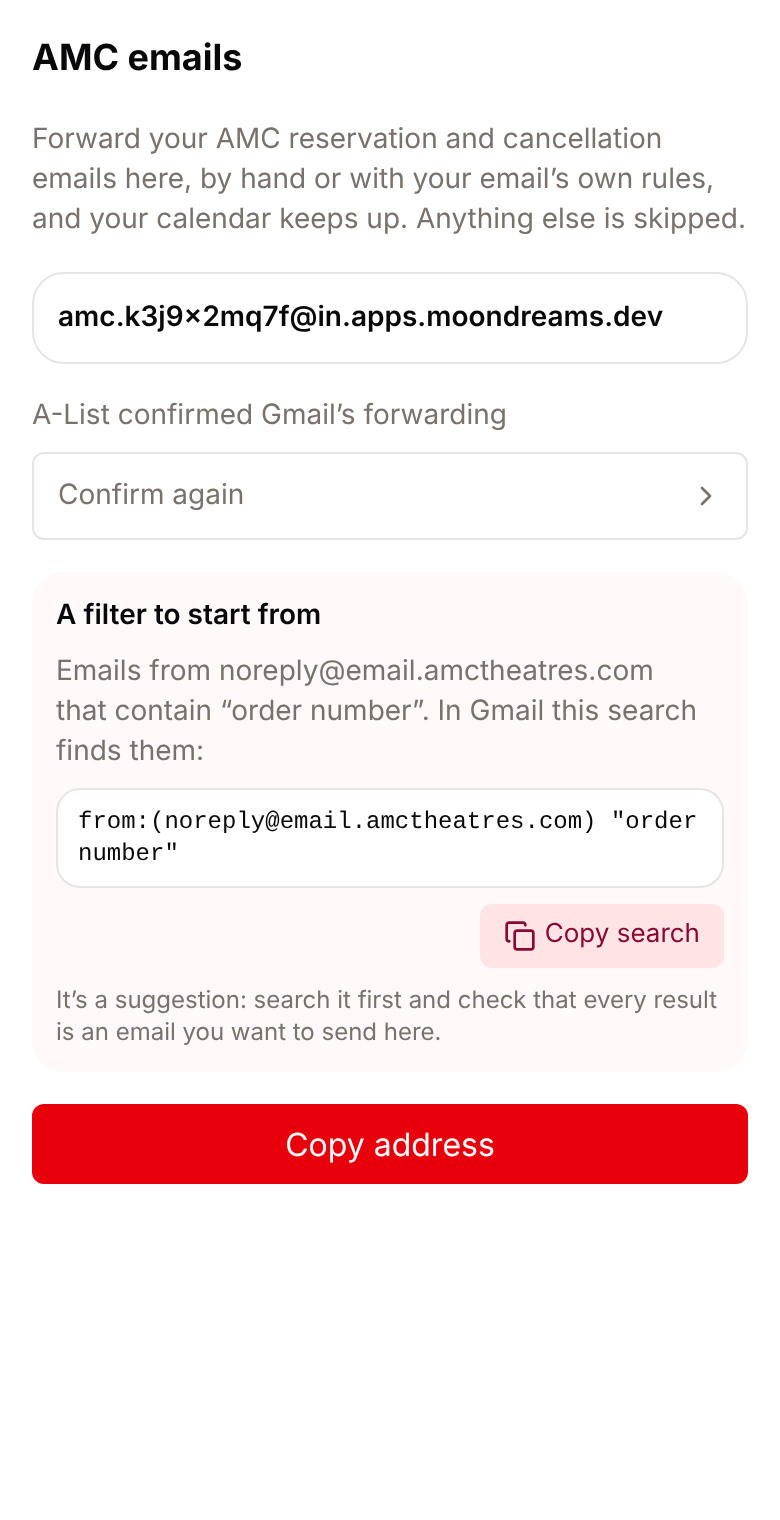 AMC emails
Forward your AMC reservation and cancellation
emails here, by hand or with your email’s own rules,
and your calendar keeps up. Anything else is skipped.
amc.k3j9×2mq7f@in.apps.moondreams.dev
A-List confirmed Gmail’s forwarding
Confirm again
A filter to start from
Emails from noreply@email.amctheatres.com
that contain “order number”. In Gmail this search
finds them:
from:(noreply@email.amctheatres.com) "order
number"
Copy search
It’s a suggestion: search it first and check that every result
is an email you want to send here.
Copy address